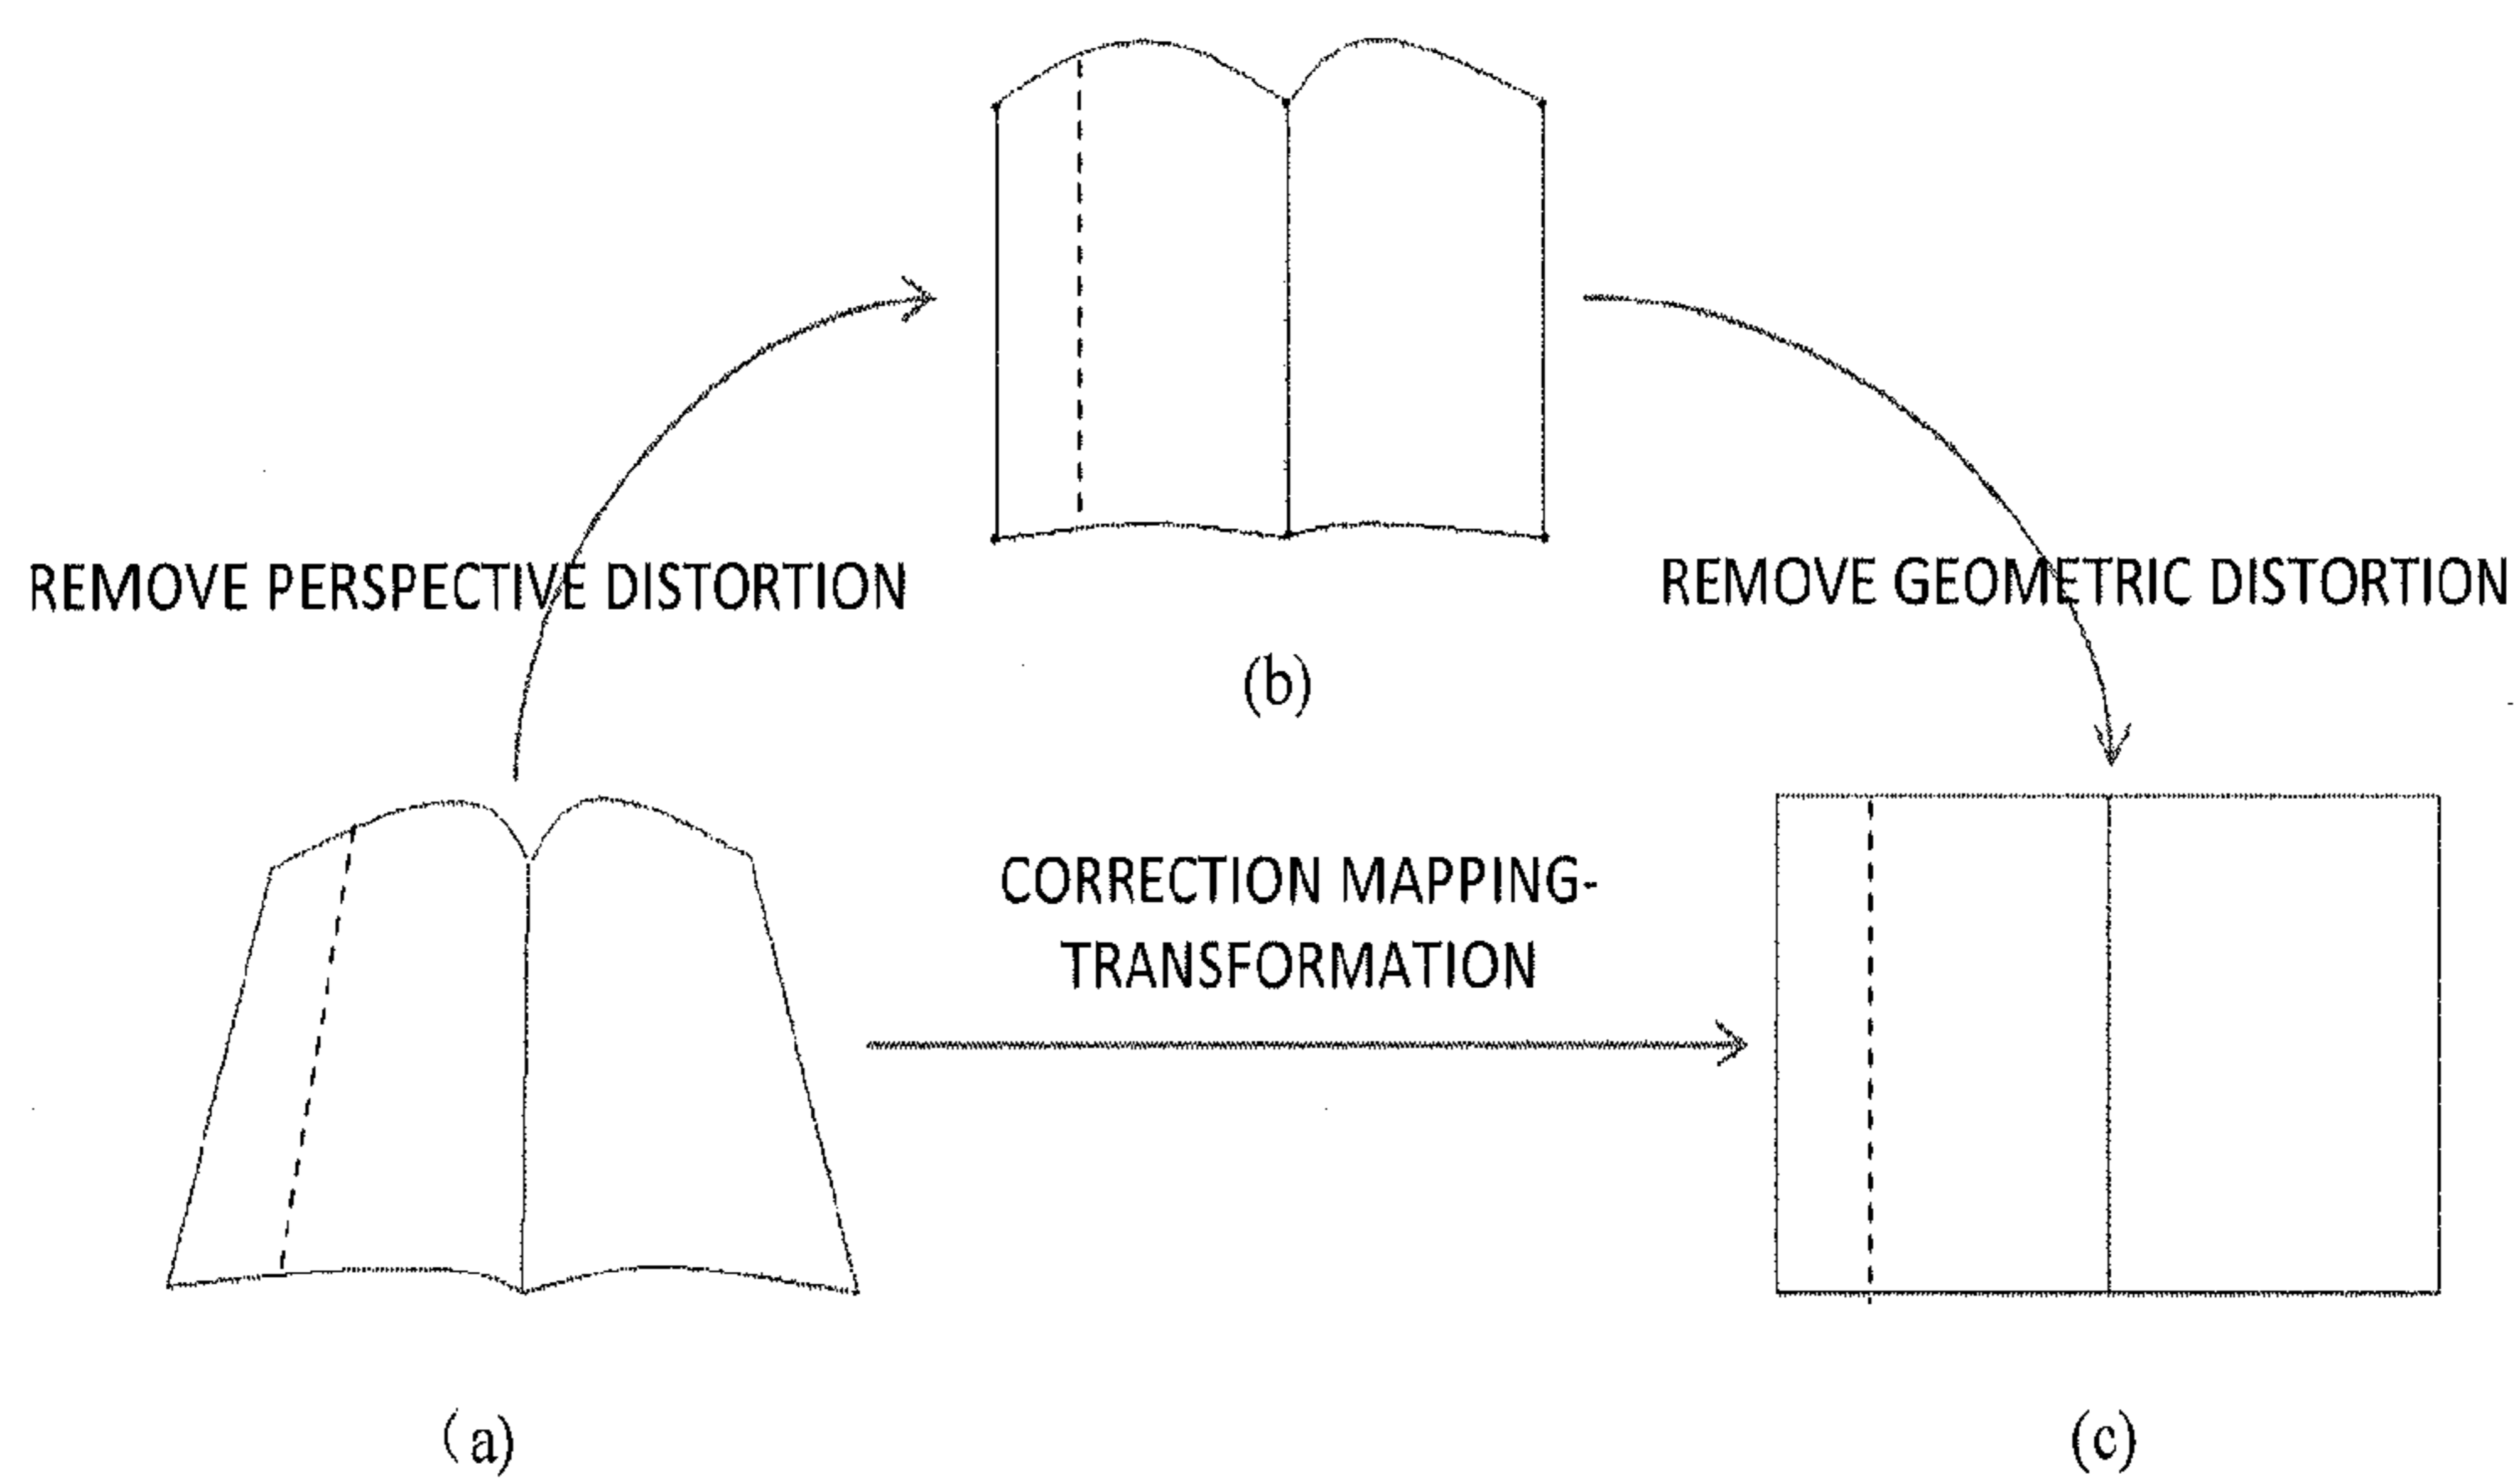 REMOVE PERSPECTIVE DISTORTION
REMOVE GEOMETRIC DISTORTION
(b)
CORRECTION MAPPING-
TRANSFORMATION
(a)
(c)